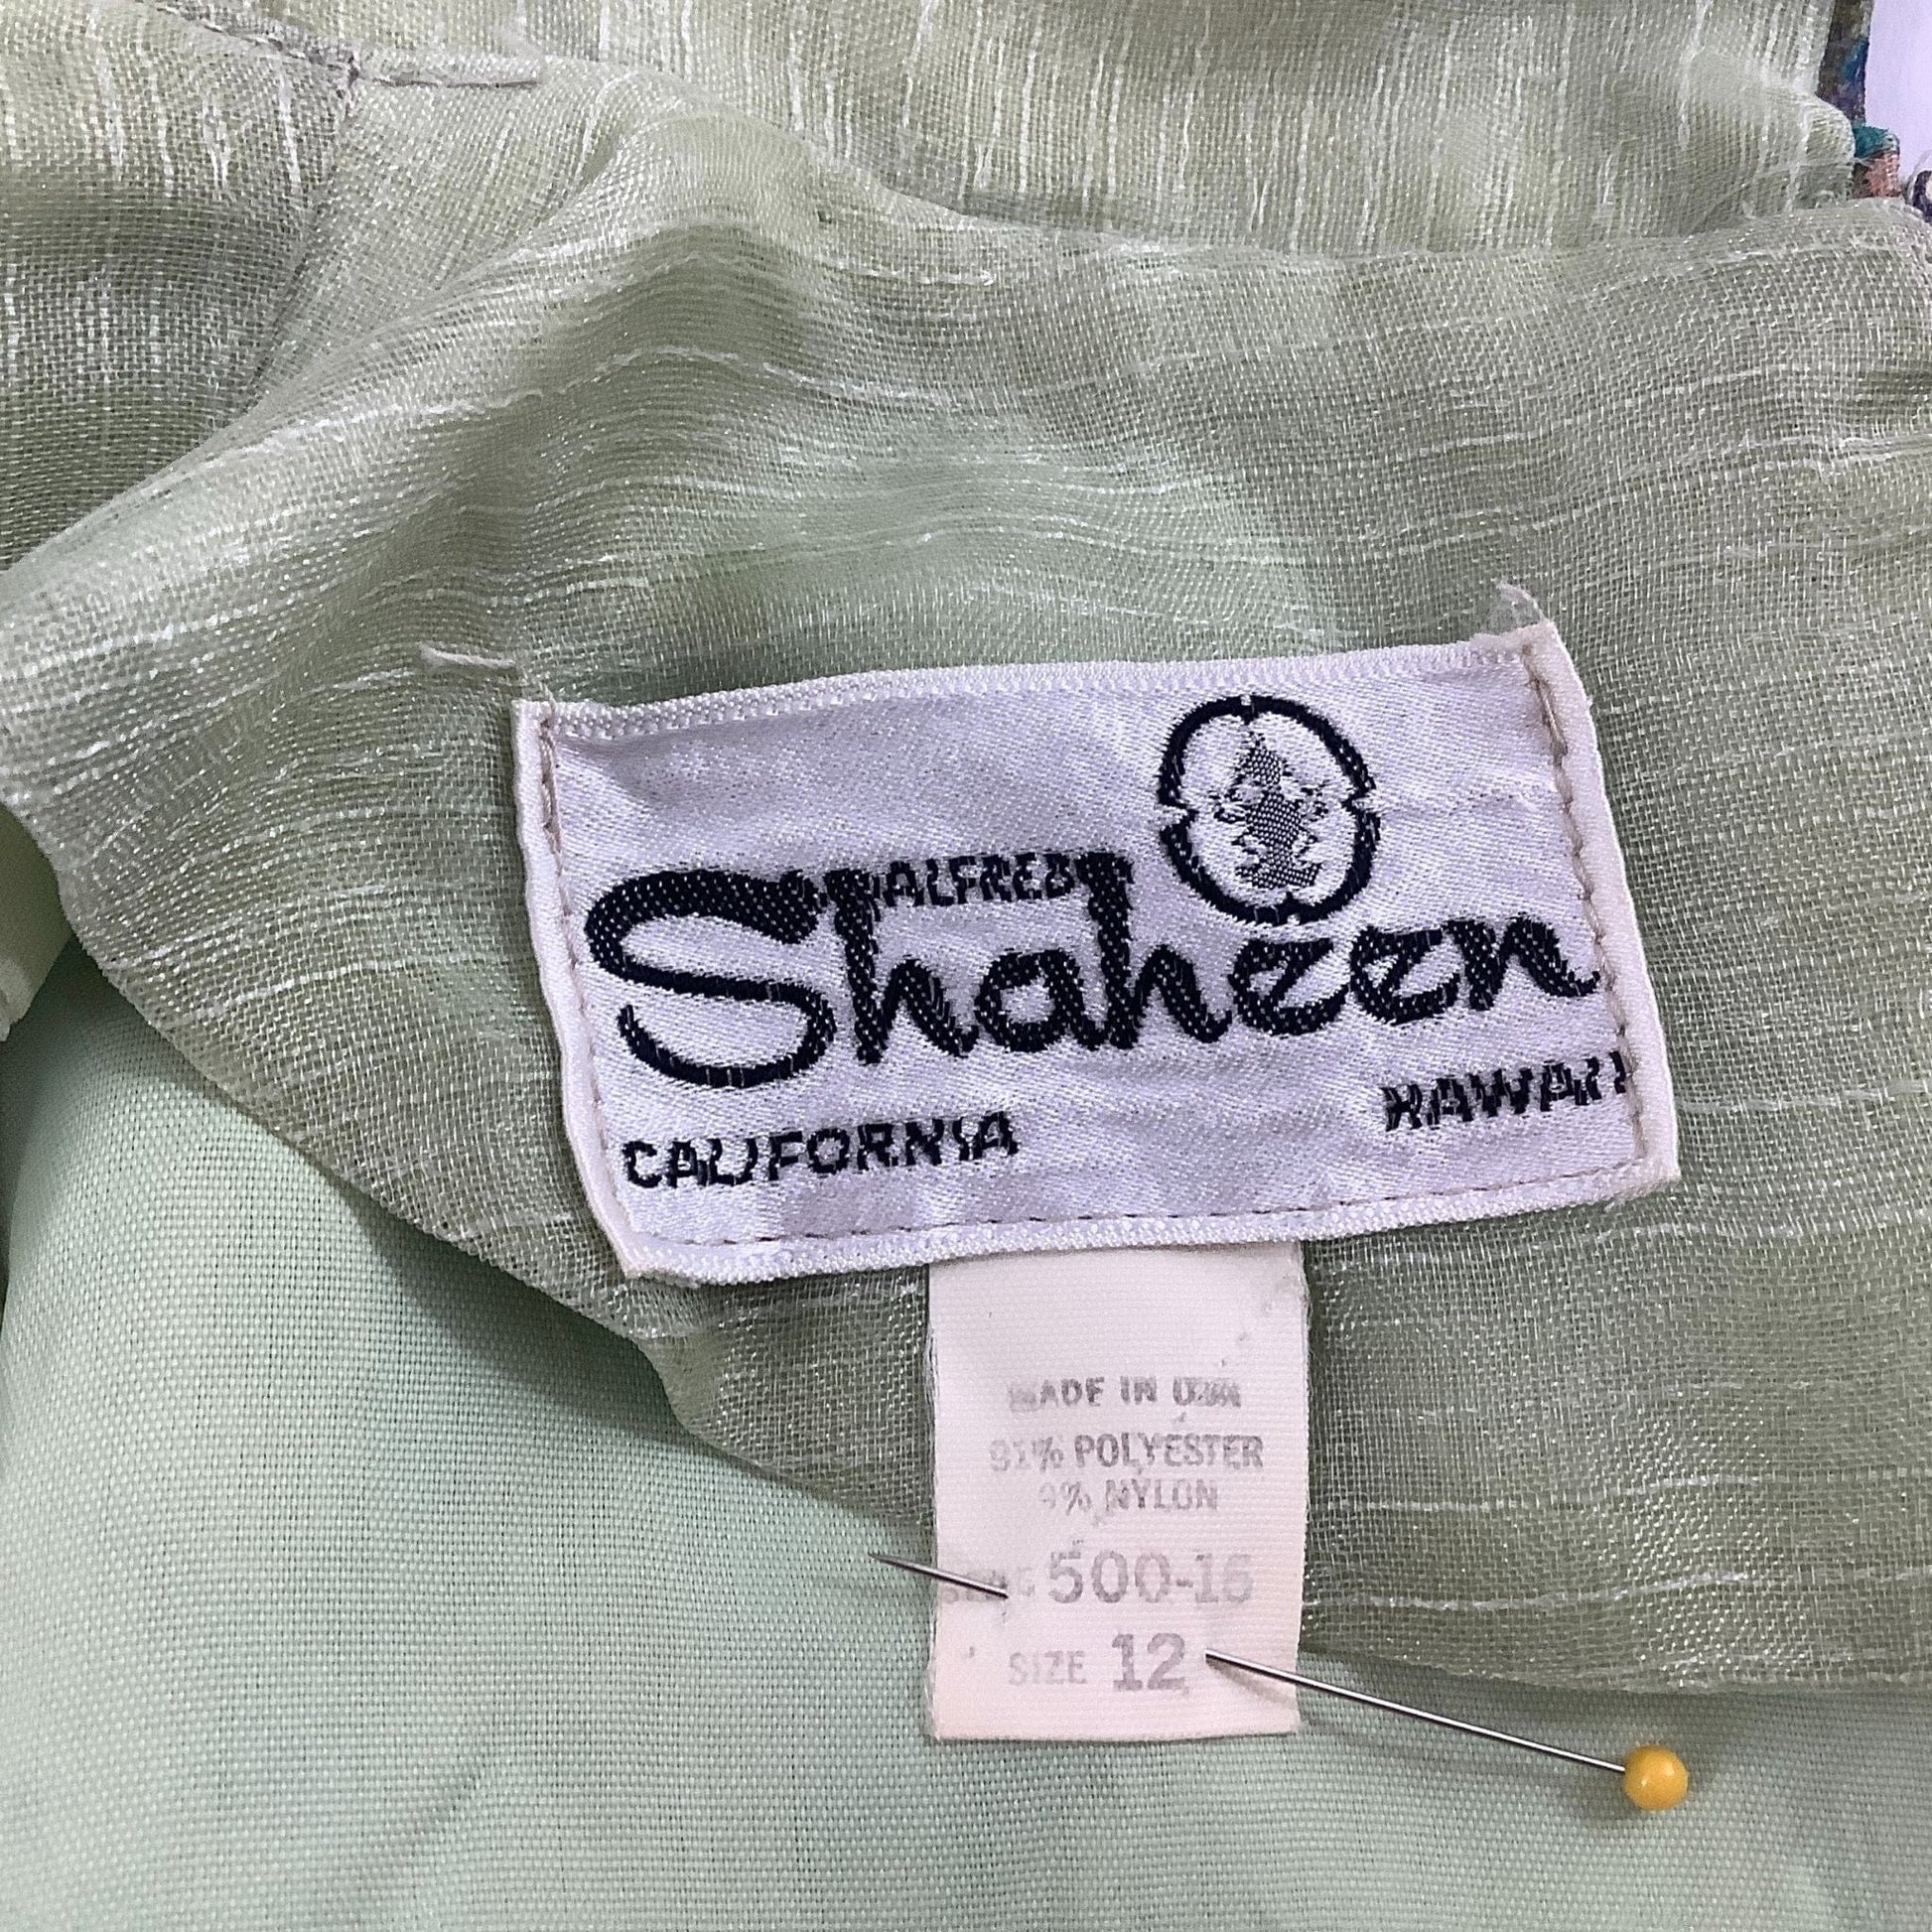 ALFRED
Shaheen
CALIFORNIA HAWAII
MADE IN USA
91% POLYESTER
9% NYLON
500-16
SIZE 12